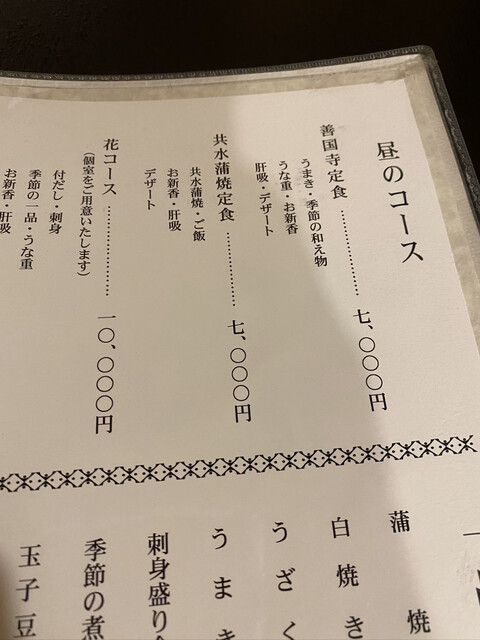 昼のコース
善国寺定食 ………………… 七、〇〇〇円
うまき・季節の和え物
うな重・お新香
肝吸・デザート
共水蒲焼定食 ………… 七、〇〇〇円
共水蒲焼・ご飯
お新香・肝吸
デザート
花コース ………………… 一〇、〇〇〇円
(個室をご用意いたします)
付だし・刺身
季節の一品・うな重
お新香・肝吸
蒲焼
白焼き
うざく
うまき
刺身盛り
季節の煮
玉子豆